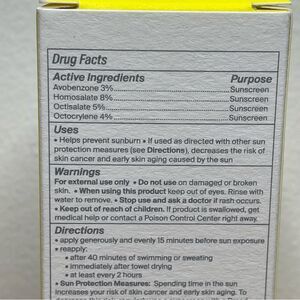 Drug Facts
Active Ingredients Purpose
Avobenzone 3% Sunscreen
Homosalate 8% Sunscreen
Octisalate 5% Sunscreen
Octocrylene 4% Sunscreen
Uses
• Helps prevent sunburn • If used as directed with other sun
protection measures (see Directions), decreases the risk of
skin cancer and early skin aging caused by the sun
Warnings
For external use only • Do not use on damaged or broken
skin. • When using this product keep out of eyes. Rinse with
water to remove. • Stop use and ask a doctor if rash occurs.
• Keep out of reach of children. If product is swallowed, get
medical help or contact a Poison Control Center right away.
Directions
• apply generously and evenly 15 minutes before sun exposure
• reapply:
• after 40 minutes of swimming or sweating
• immediately after towel drying
• at least every 2 hours
• Sun Protection Measures: Spending time in the sun
increases your risk of skin cancer and early skin aging. To